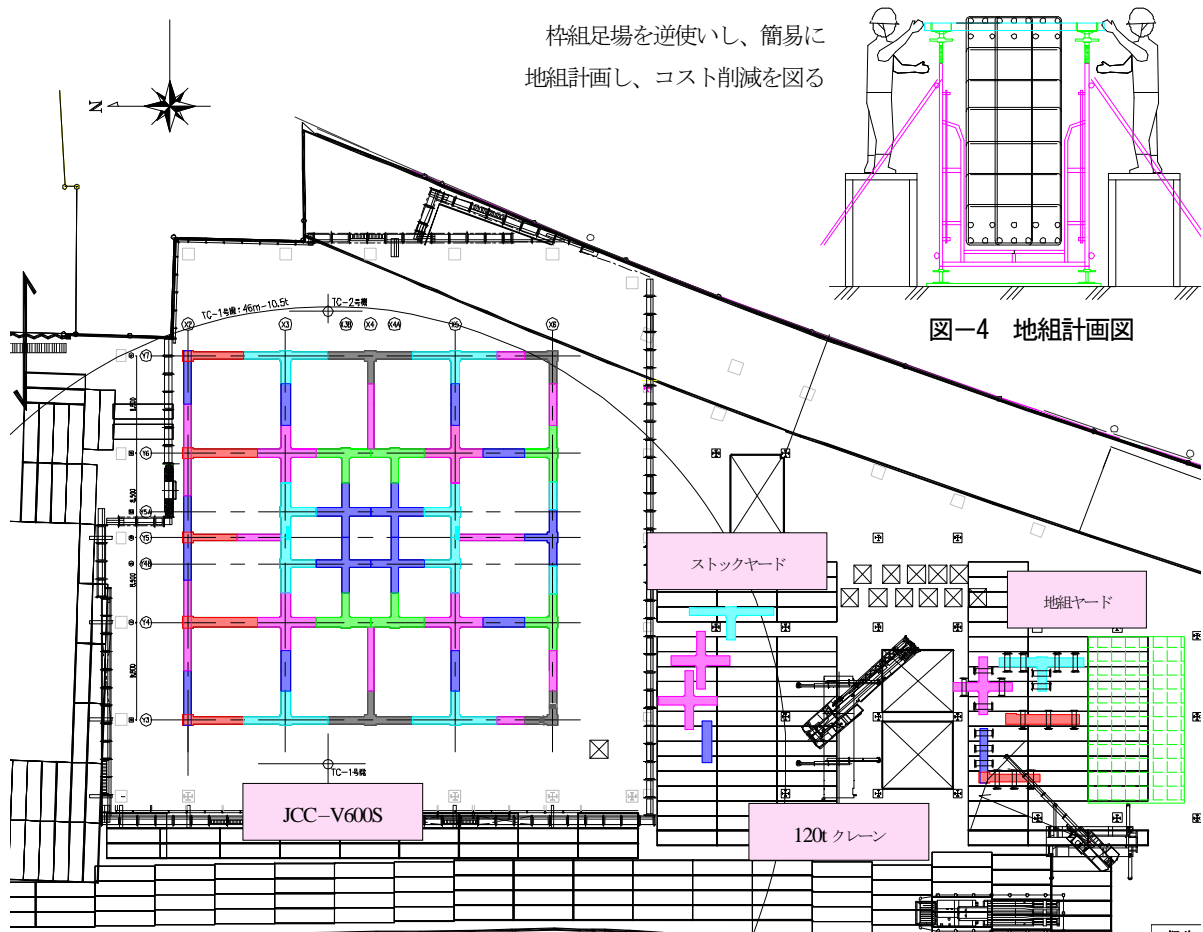 枠組足場を逆使いし、簡易に
地組計画し、コスト削減を図る
N
図－4　地組計画図
TC-2号機
TC-1号機：46m-10.5t
X2
X3
X3B
X4
X4A
X5
X6
Y7
Y6
Y5A
Y5
Y4B
Y4
Y3
ストックヤード
地組ヤード
TC-1号機
JCC－V600S
120t クレーン